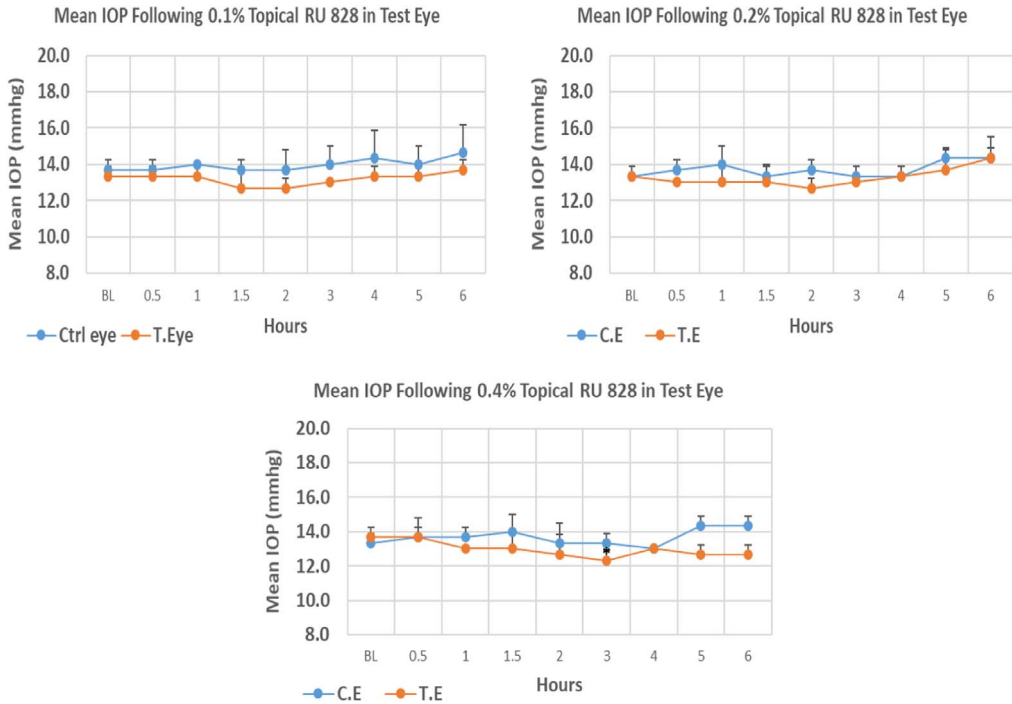 Mean IOP Following 0.1% Topical RU 828 in Test Eye
20.0
18.0
16.0
14.0
12.0
10.0
8.0
Mean IOP (mmhg)
BL 0.5 1 1.5 2 3 4 5 6
Hours
Ctrl eye T.Eye
Mean IOP Following 0.2% Topical RU 828 in Test Eye
20.0
18.0
16.0
14.0
12.0
10.0
8.0
Mean IOP (mmhg)
BL 0.5 1 1.5 2 3 4 5 6
Hours
C.E T.E
Mean IOP Following 0.4% Topical RU 828 in Test Eye
20.0
18.0
16.0
14.0
12.0
10.0
8.0
Mean IOP (mmhg)
*
BL 0.5 1 1.5 2 3 4 5 6
Hours
C.E T.E